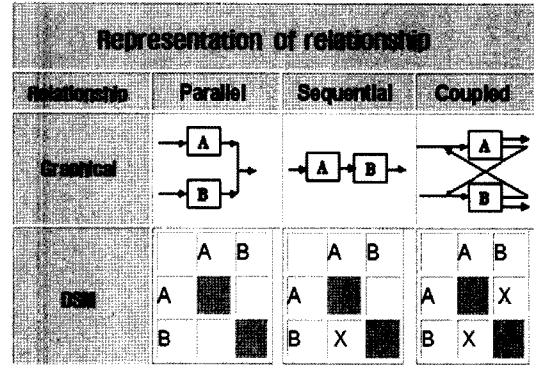 Representation of relationship
Relationship Parallel Sequential Coupled
Graphical
A
B
A B
A
B
DSM
A B
A
B
A B
A
B X
A B
A X
B X